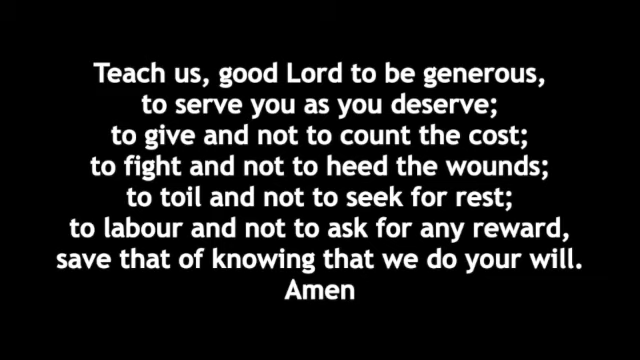 Teach us, good Lord to be generous,
to serve you as you deserve;
to give and not to count the cost;
to fight and not to heed the wounds;
to toil and not to seek for rest;
to labour and not to ask for any reward,
save that of knowing that we do your will.
Amen